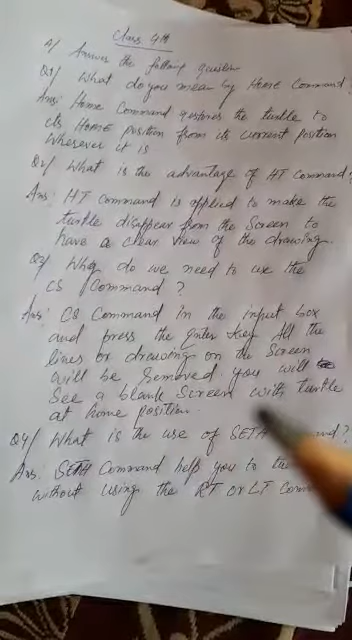 Class 4th
A/ Answer the following question
Q1/ What do you mean by Home Command
Ans: Home Command restores the turtle to
its Home position from its current position
Wherever it is
Q2/ What is the advantage of HT Command?
Ans: HT Command is applied to make the
turtle disappear from the Screen to
have a clear view of the drawing.
Q3/ Why do we need to use the
CS Command?
Ans: CS Command in the input box
and press the enter key All the
lines or drawing on the Screen
will be removed. you will
See a blank Screen with turtle
at home position.
Q4/ What is the use of SETH mand?
Ans: SETH Command help you to tu
without using the RT or LT Com